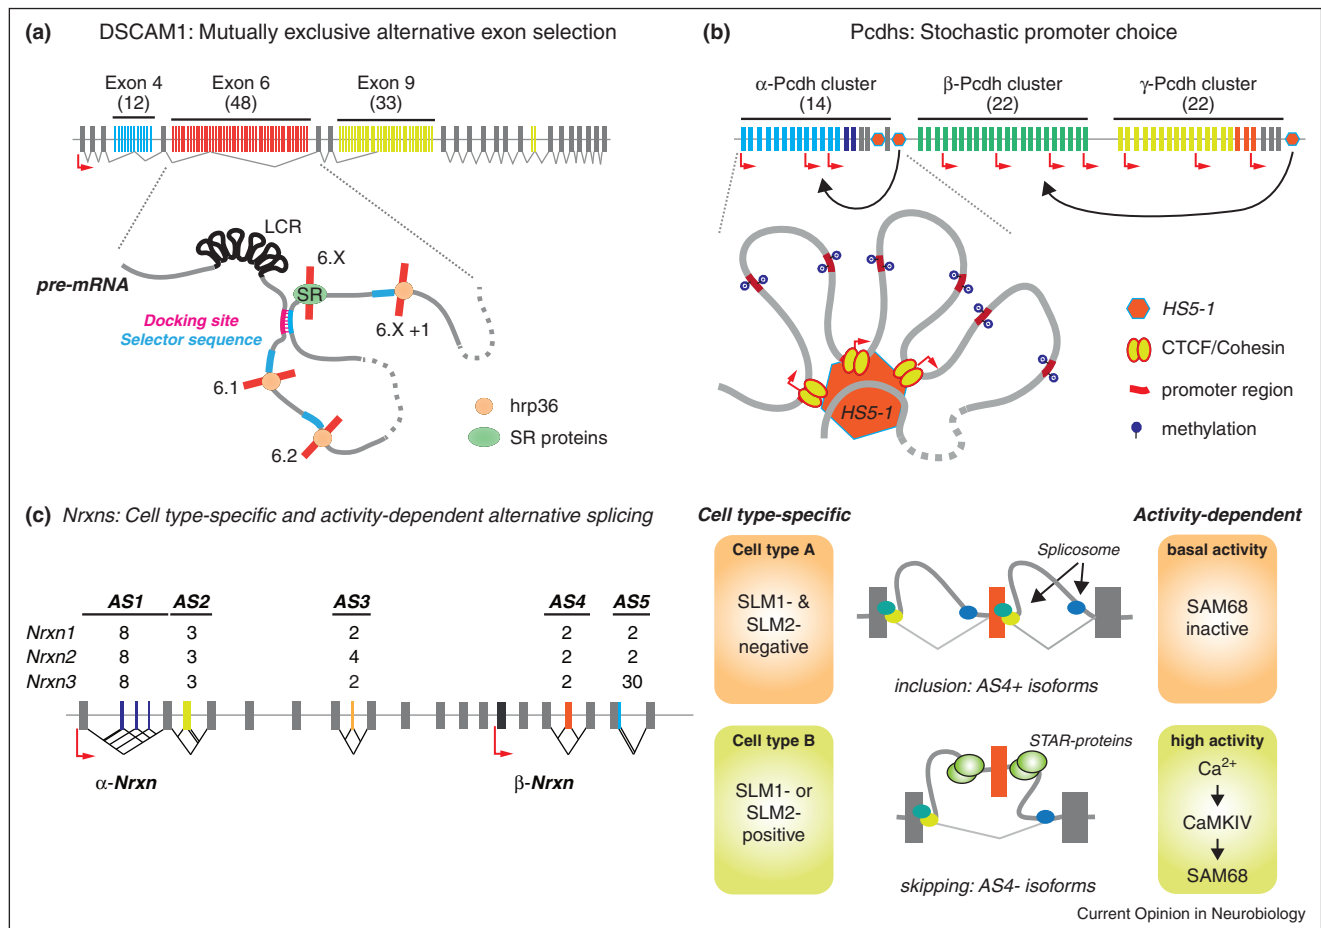 (a) DSCAM1: Mutually exclusive alternative exon selection
Exon 4 Exon 6 Exon 9
(12) (48) (33)
LCR
6.X
pre-mRNA
SR
Docking site
Selector sequence
6.X +1
6.1
hrp36
SR proteins
6.2
(b) Pcdhs: Stochastic promoter choice
α-Pcdh cluster β-Pcdh cluster γ-Pcdh cluster
(14) (22) (22)
HS5-1
HS5-1
CTCF/Cohesin
promoter region
methylation
(c) Nrxns: Cell type-specific and activity-dependent alternative splicing
AS1 AS2 AS3 AS4 AS5
Nrxn1 8 3 2 2 2
Nrxn2 8 3 4 2 2
Nrxn3 8 3 2 2 30
α-Nrxn β-Nrxn
Cell type-specific Activity-dependent
Cell type A
SLM1- &
SLM2-
negative
Splicosome
inclusion: AS4+ isoforms
basal activity
SAM68
inactive
Cell type B
SLM1- or
SLM2-
positive
STAR-proteins
skipping: AS4- isoforms
high activity
Ca2+
CaMKIV
SAM68
Current Opinion in Neurobiology